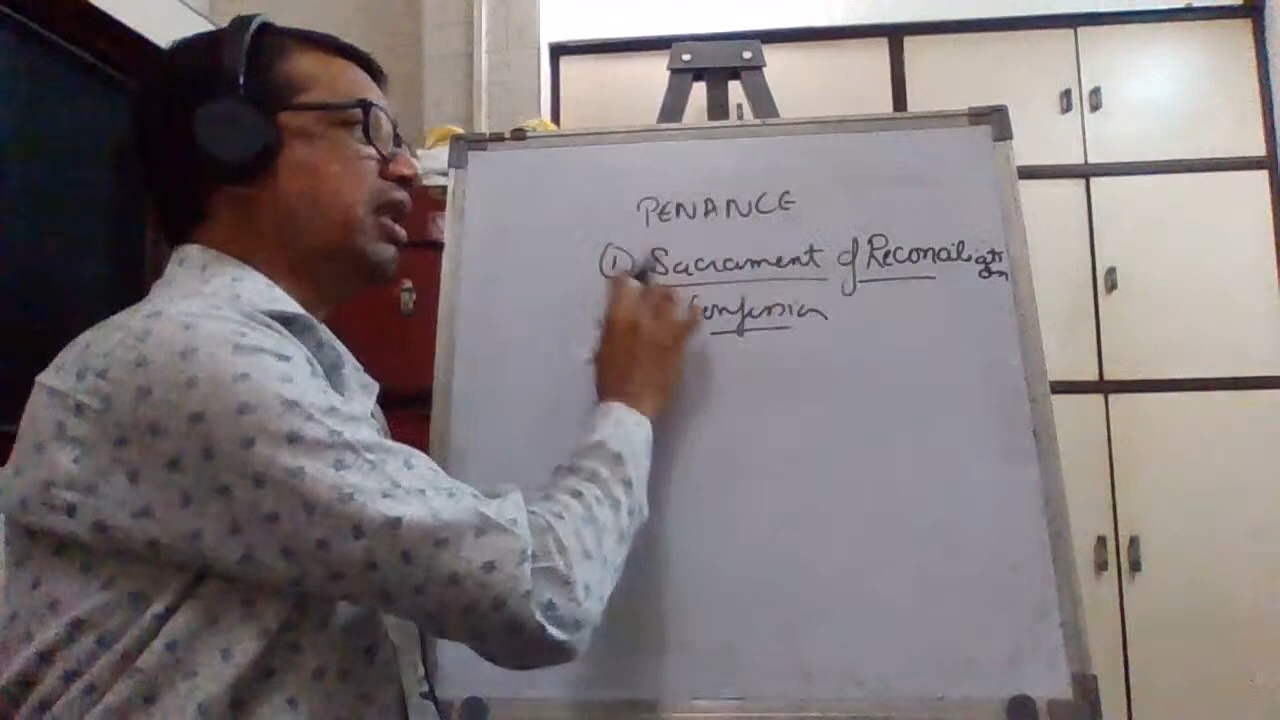 PENANCE
① Sacrament of Reconciliation
Confession